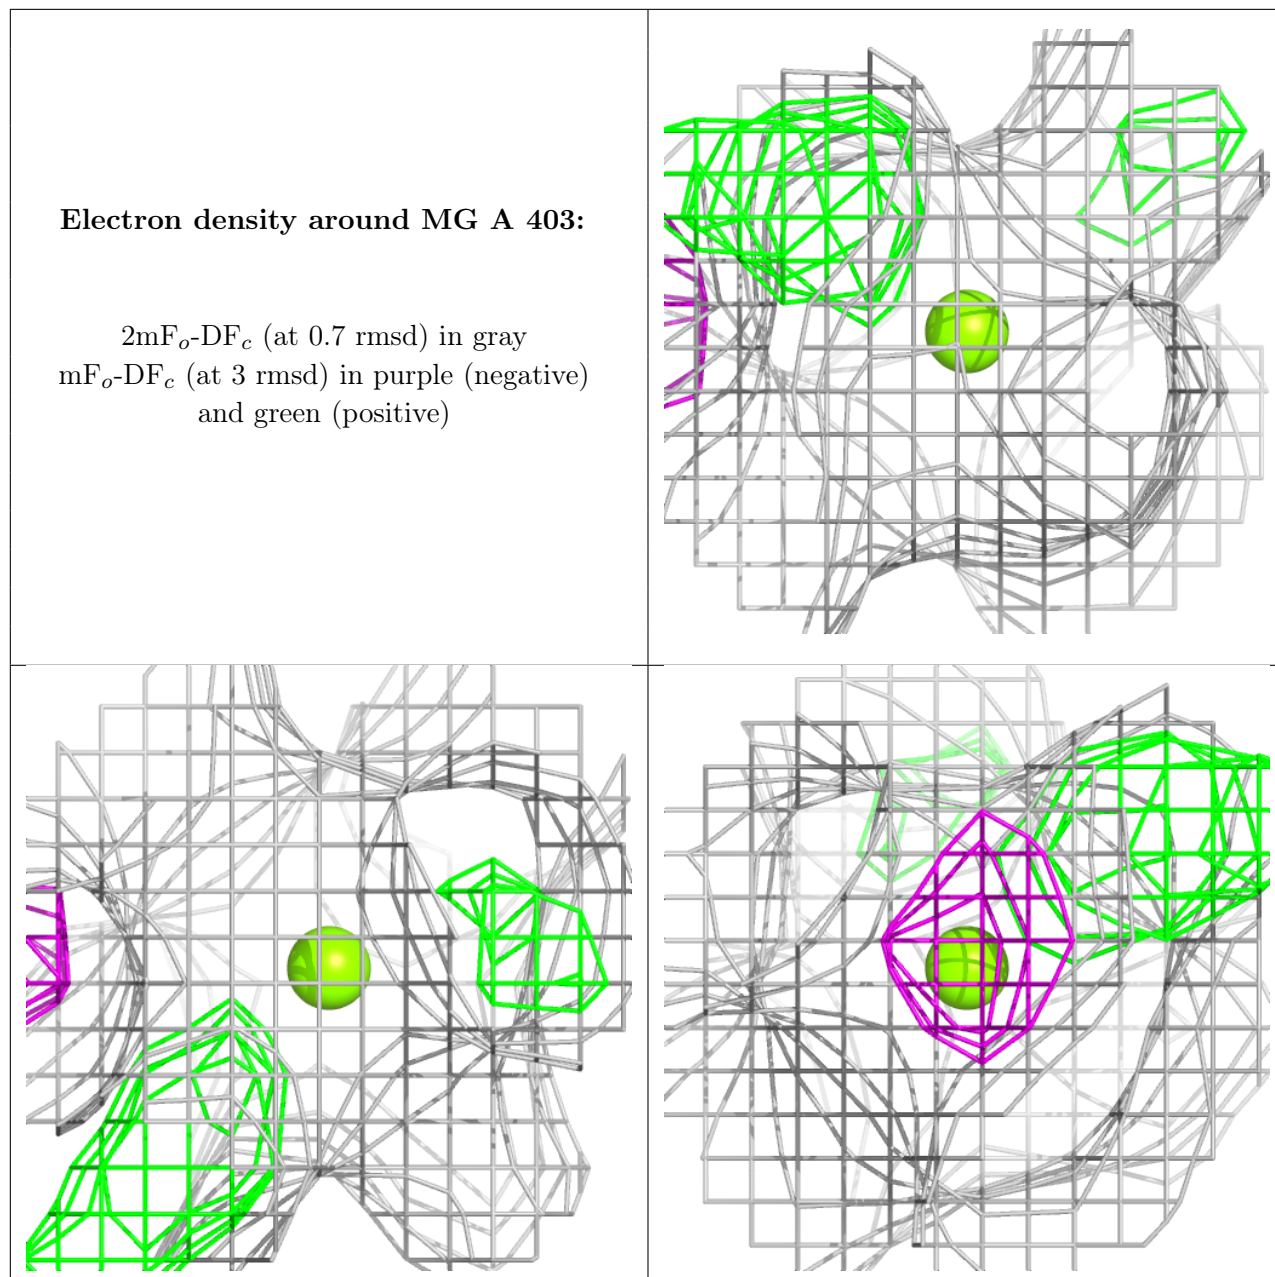 Electron density around MG A 403:
2mFo-DFc (at 0.7 rmsd) in gray
mFo-DFc (at 3 rmsd) in purple (negative)
and green (positive)